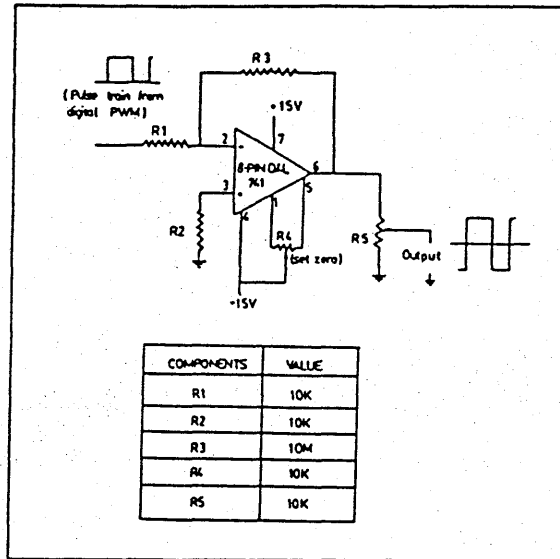 R3
(Pulse train from
digital PWM)
+15V
R1
2
-
7
8-PIN D.I.L
741
6
3
+
5
1
4
R2
R4
(set zero)
R5
Output
-15V
COMPONENTS VALUE
R1 10K
R2 10K
R3 10M
R4 10K
R5 10K